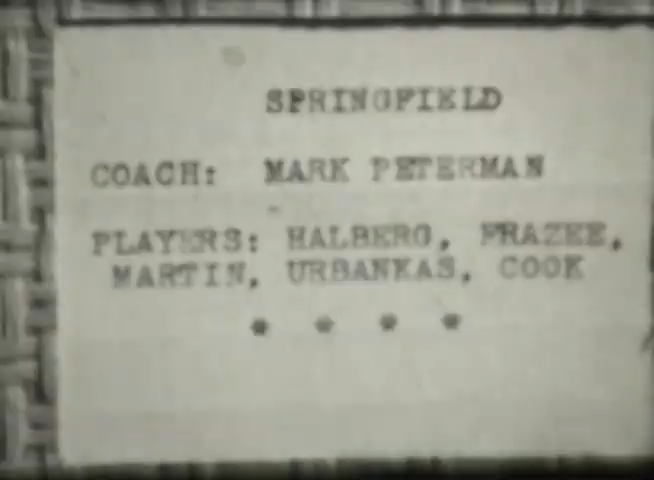 SPRINGFIELD
COACH: MARK PETERMAN
PLAYERS: HALBERG, FRAZEE,
MARTIN, URBANKAS, COOK
* * * *